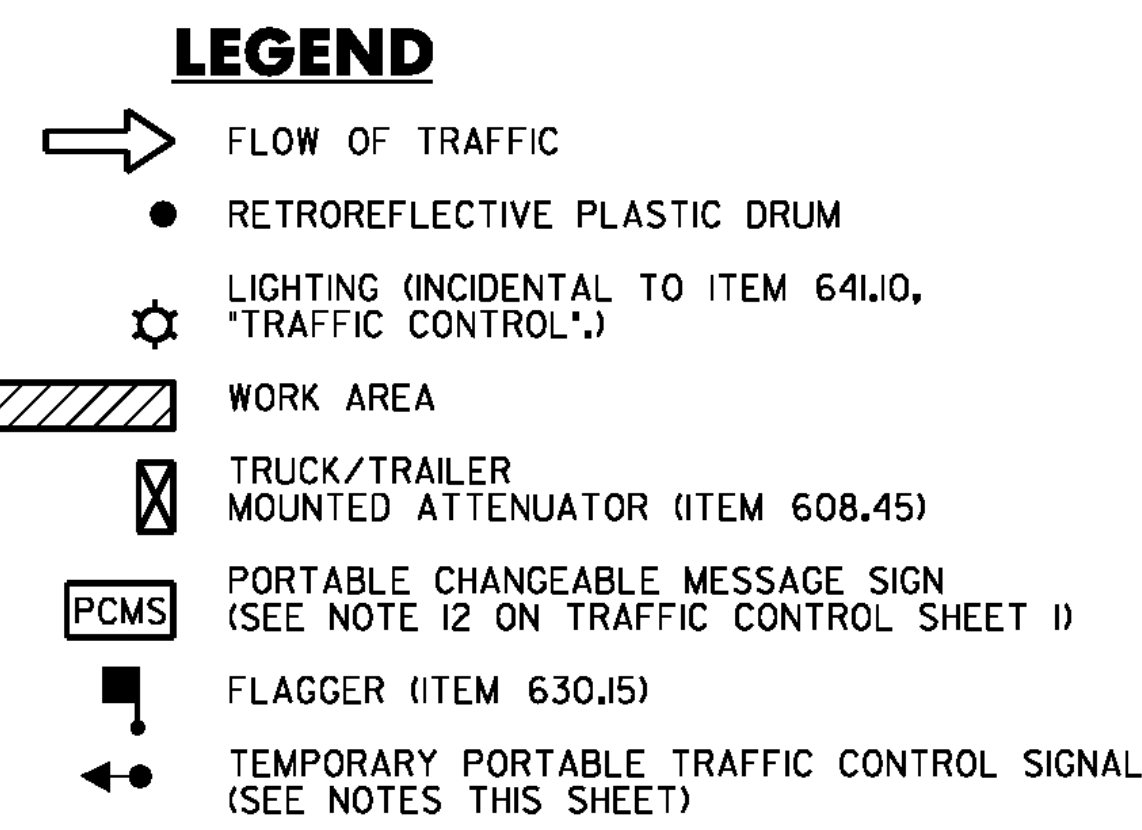 LEGEND
FLOW OF TRAFFIC
RETROREFLECTIVE PLASTIC DRUM
LIGHTING (INCIDENTAL TO ITEM 641.10,
"TRAFFIC CONTROL".)
WORK AREA
TRUCK/TRAILER
MOUNTED ATTENUATOR (ITEM 608.45)
PCMS
PORTABLE CHANGEABLE MESSAGE SIGN
(SEE NOTE 12 ON TRAFFIC CONTROL SHEET 1)
FLAGGER (ITEM 630.15)
TEMPORARY PORTABLE TRAFFIC CONTROL SIGNAL
(SEE NOTES THIS SHEET)